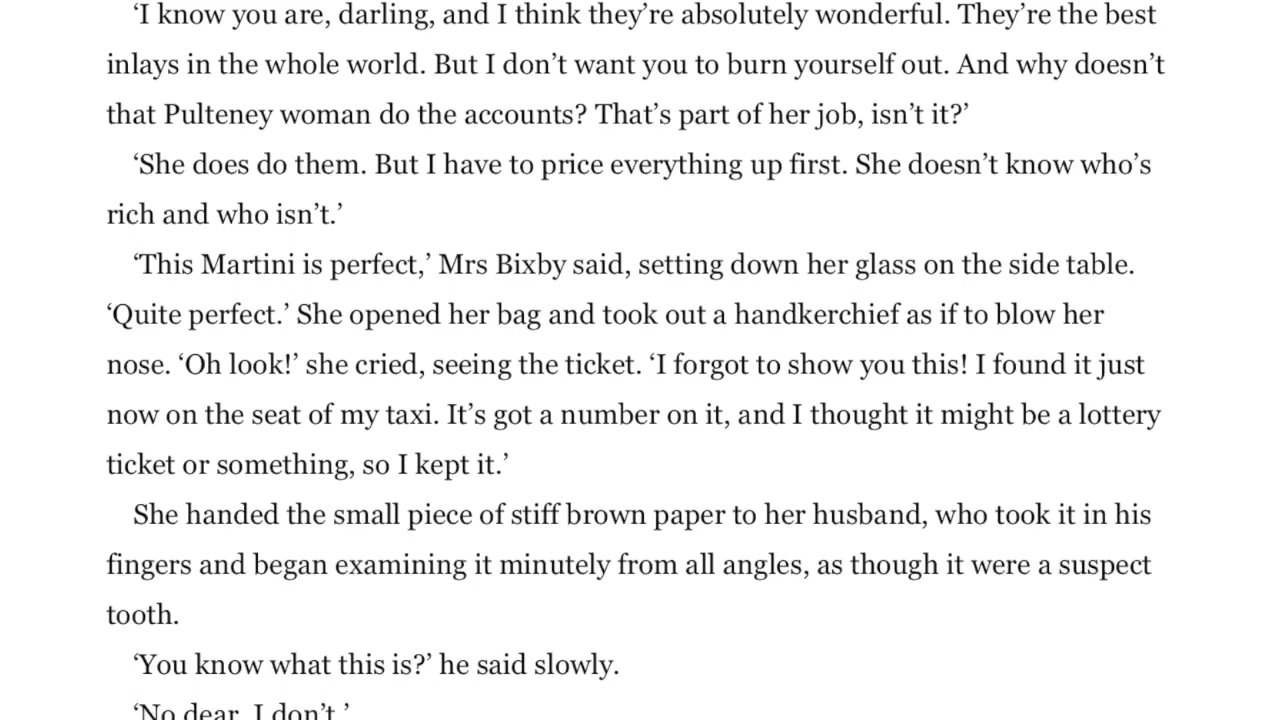 ‘I know you are, darling, and I think they’re absolutely wonderful. They’re the best
inlays in the whole world. But I don’t want you to burn yourself out. And why doesn’t
that Pulteney woman do the accounts? That’s part of her job, isn’t it?’
‘She does do them. But I have to price everything up first. She doesn’t know who’s
rich and who isn’t.’
‘This Martini is perfect,’ Mrs Bixby said, setting down her glass on the side table.
‘Quite perfect.’ She opened her bag and took out a handkerchief as if to blow her
nose. ‘Oh look!’ she cried, seeing the ticket. ‘I forgot to show you this! I found it just
now on the seat of my taxi. It’s got a number on it, and I thought it might be a lottery
ticket or something, so I kept it.’
She handed the small piece of stiff brown paper to her husband, who took it in his
fingers and began examining it minutely from all angles, as though it were a suspect
tooth.
‘You know what this is?’ he said slowly.
‘No dear, I don’t.’